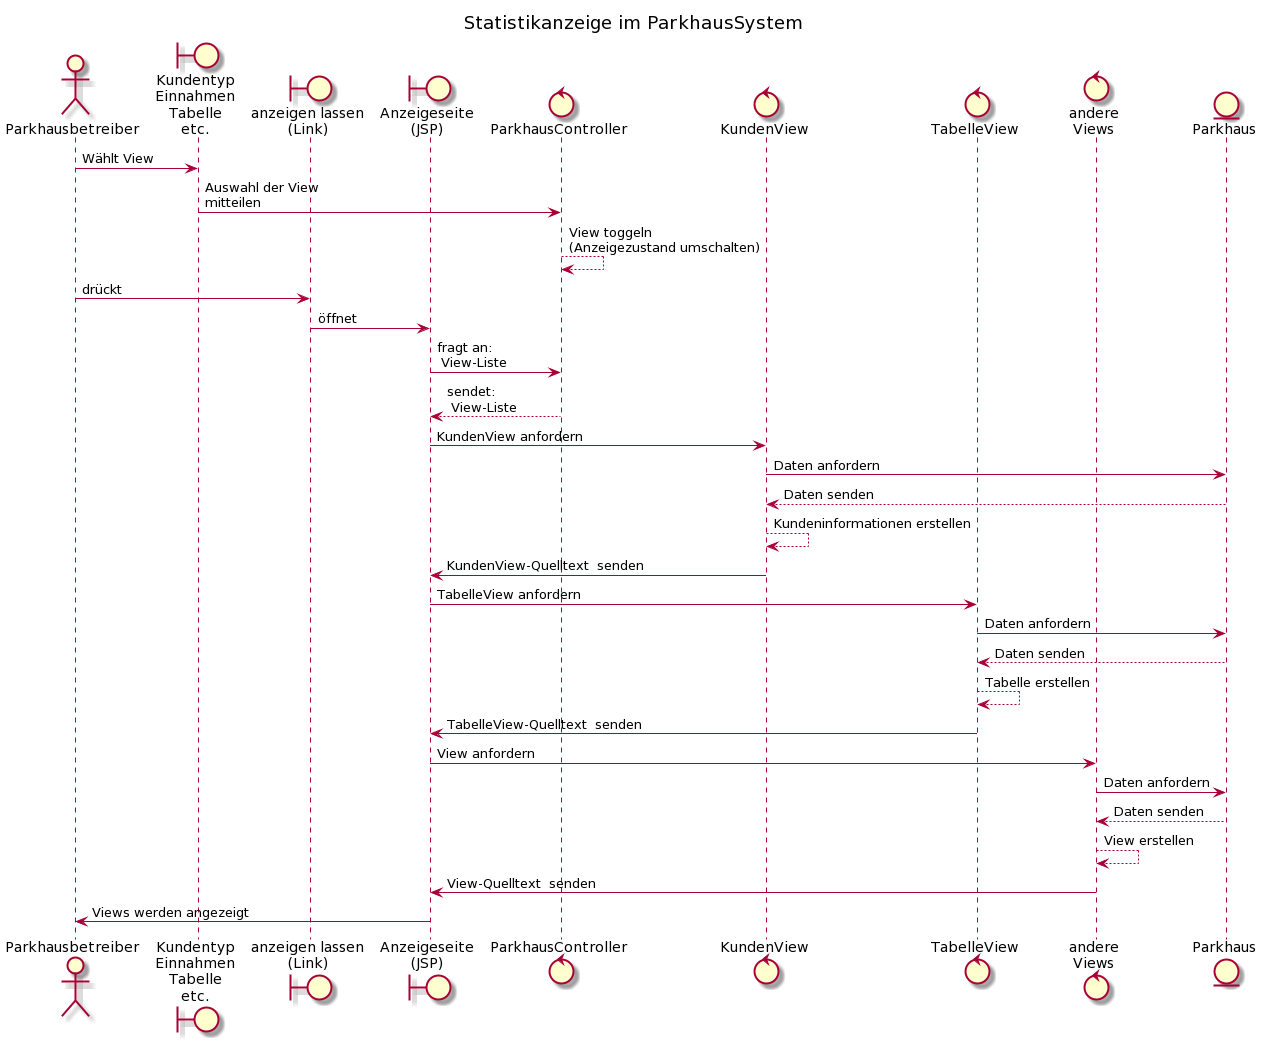 Statistikanzeige im ParkhausSystem
Parkhausbetreiber
Kundentyp
Einnahmen
Tabelle
etc.
anzeigen lassen
(Link)
Anzeigeseite
(JSP)
ParkhausController
KundenView
TabelleView
andere
Views
Parkhaus
Wählt View
Auswahl der View
mitteilen
View toggeln
(Anzeigezustand umschalten)
drückt
öffnet
fragt an:
View-Liste
sendet:
View-Liste
KundenView anfordern
Daten anfordern
Daten senden
Kundeninformationen erstellen
KundenView-Quelltext  senden
TabelleView anfordern
Daten anfordern
Daten senden
Tabelle erstellen
TabelleView-Quelltext  senden
View anfordern
Daten anfordern
Daten senden
View erstellen
View-Quelltext  senden
Views werden angezeigt
Parkhausbetreiber
Kundentyp
Einnahmen
Tabelle
etc.
anzeigen lassen
(Link)
Anzeigeseite
(JSP)
ParkhausController
KundenView
TabelleView
andere
Views
Parkhaus